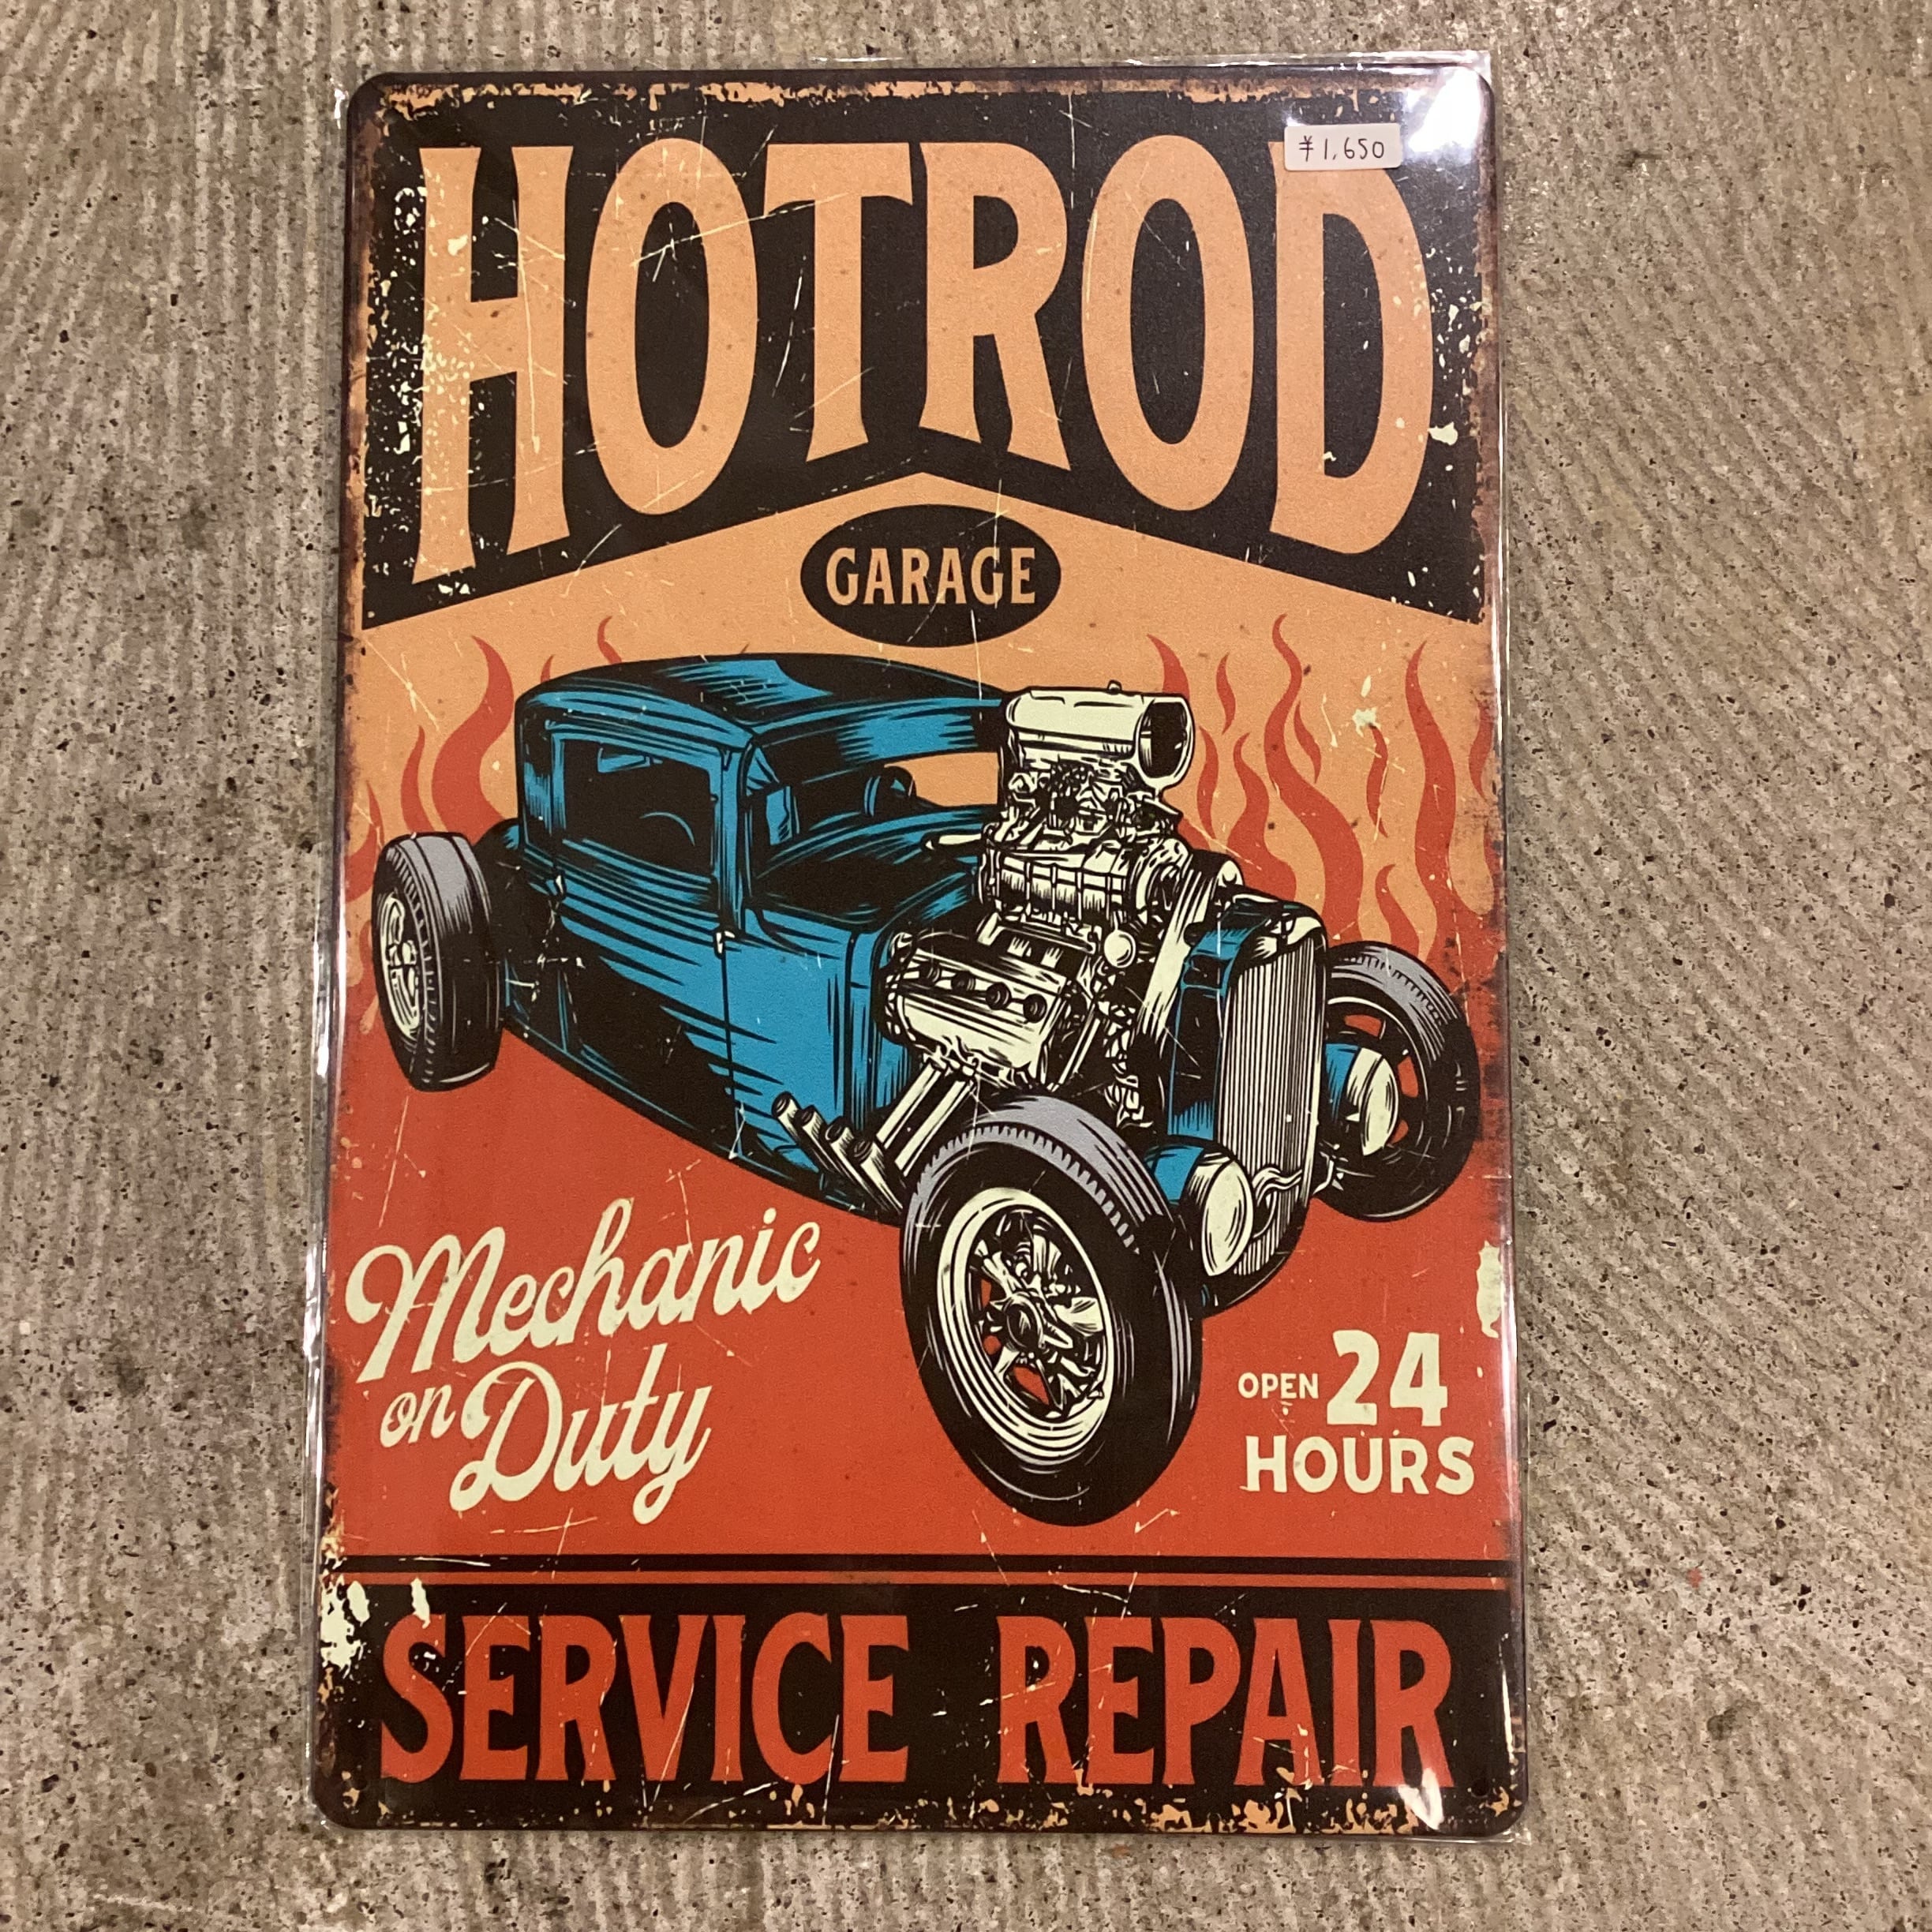 ¥1,650
HOTROD
GARAGE
Mechanic
on Duty
OPEN 24
HOURS
SERVICE REPAIR